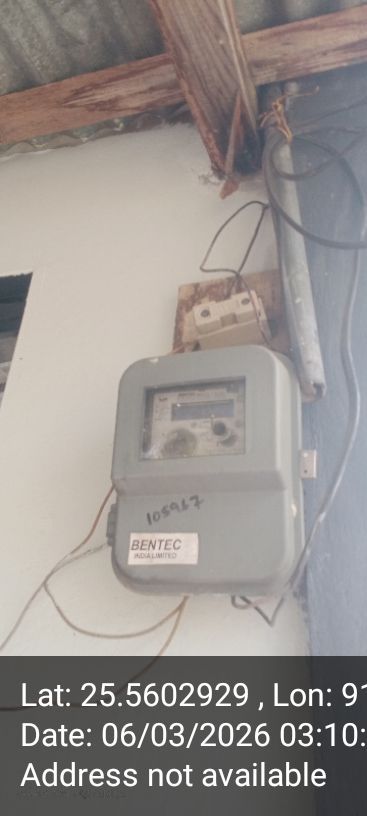 105967
BENTEC
INDIA LIMITED
Lat: 25.5602929 , Lon: 91
Date: 06/03/2026 03:10:
Address not available